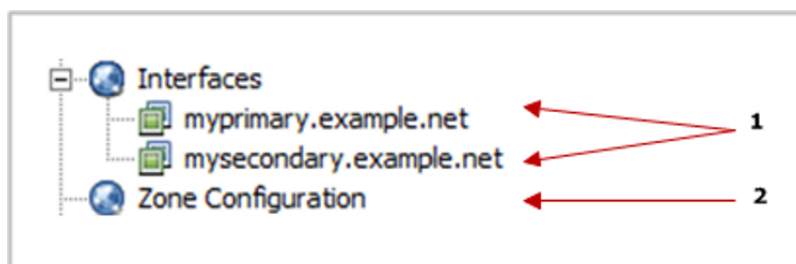 Interfaces
myprimary.example.net
1
mysecondary.example.net
Zone Configuration
2